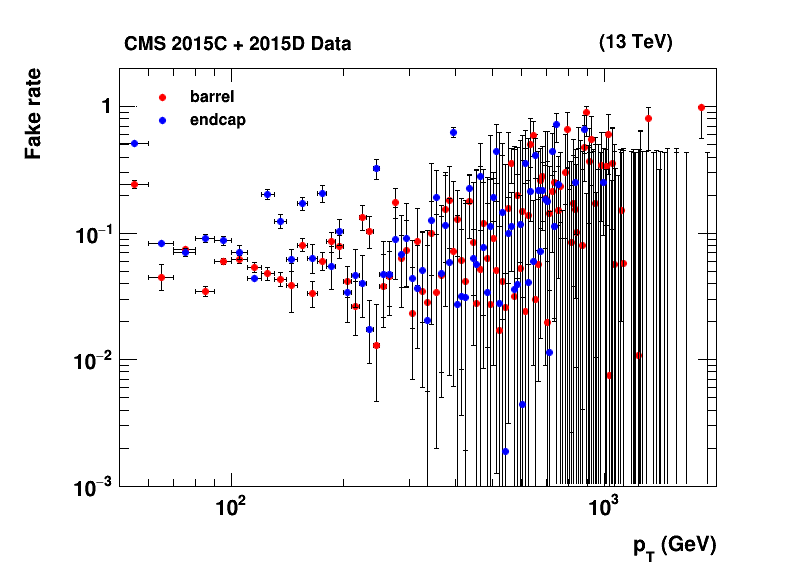 CMS 2015C + 2015D Data (13 TeV)
Fake rate
barrel
endcap
1
10⁻¹
10⁻²
10⁻³
10² 10³
p_T (GeV)